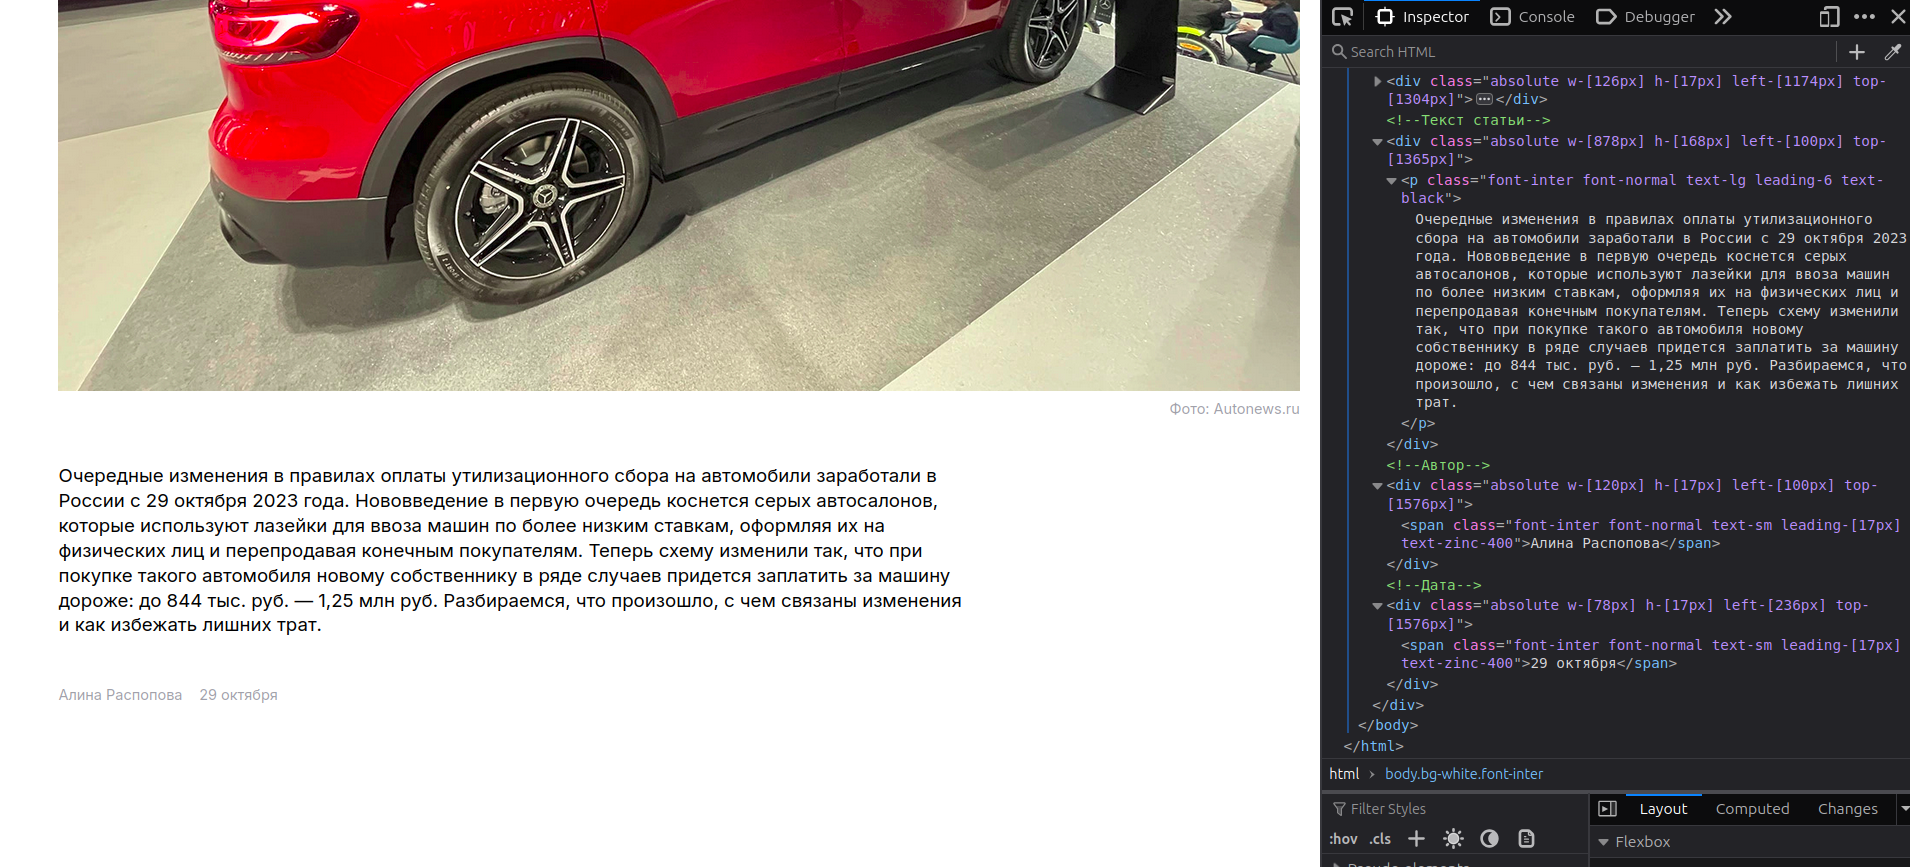 Фото: Autonews.ru
Очередные изменения в правилах оплаты утилизационного сбора на автомобили заработали в
России с 29 октября 2023 года. Нововведение в первую очередь коснется серых автосалонов,
которые используют лазейки для ввоза машин по более низким ставкам, оформляя их на
физических лиц и перепродавая конечным покупателям. Теперь схему изменили так, что при
покупке такого автомобиля новому собственнику в ряде случаев придется заплатить за машину
дороже: до 844 тыс. руб. — 1,25 млн руб. Разбираемся, что произошло, с чем связаны изменения
и как избежать лишних трат.
Алина Распопова 29 октября
Inspector Console Debugger
Search HTML
<div class="absolute w-[126px] h-[17px] left-[1174px] top-
[1304px]"></div>
<!--Текст статьи-->
<div class="absolute w-[878px] h-[168px] left-[100px] top-
[1365px]">
<p class="font-inter font-normal text-lg leading-6 text-
black">
Очередные изменения в правилах оплаты утилизационного
сбора на автомобили заработали в России с 29 октября 2023
года. Нововведение в первую очередь коснется серых
автосалонов, которые используют лазейки для ввоза машин
по более низким ставкам, оформляя их на физических лиц и
перепродавая конечным покупателям. Теперь схему изменили
так, что при покупке такого автомобиля новому
собственнику в ряде случаев придется заплатить за машину
дороже: до 844 тыс. руб. — 1,25 млн руб. Разбираемся, что
произошло, с чем связаны изменения и как избежать лишних
трат.
</p>
</div>
<!--Автор-->
<div class="absolute w-[120px] h-[17px] left-[100px] top-
[1576px]">
<span class="font-inter font-normal text-sm leading-[17px]
text-zinc-400">Алина Распопова</span>
</div>
<!--Дата-->
<div class="absolute w-[78px] h-[17px] left-[236px] top-
[1576px]">
<span class="font-inter font-normal text-sm leading-[17px]
text-zinc-400">29 октября</span>
</div>
</div>
</body>
</html>
html › body.bg-white.font-inter
Filter Styles
:hov .cls
Layout Computed Changes
Flexbox